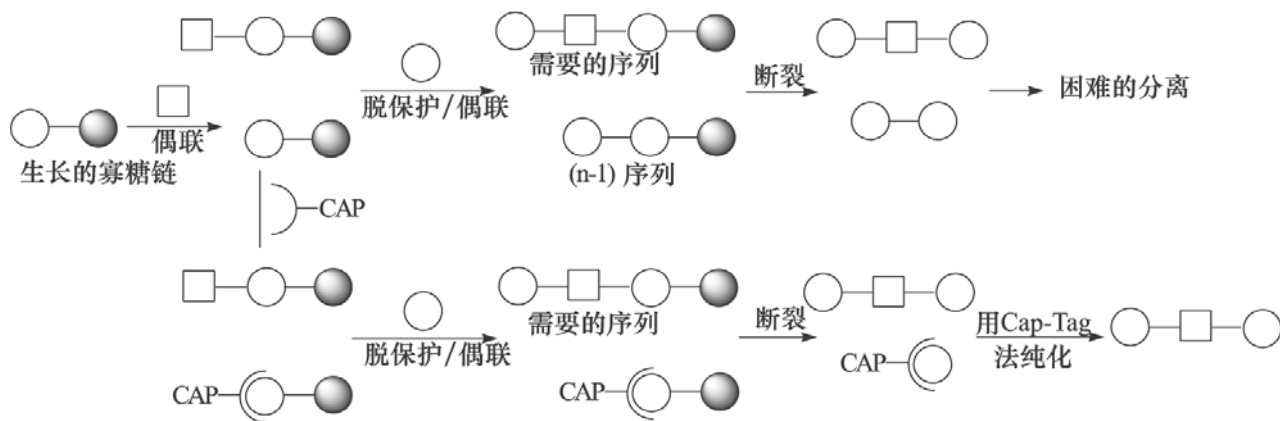 需要的序列
断裂
脱保护/偶联
困难的分离
偶联
生长的寡糖链
(n-1) 序列
CAP
需要的序列
断裂
用Cap-Tag
脱保护/偶联
法纯化
CAP
CAP
CAP